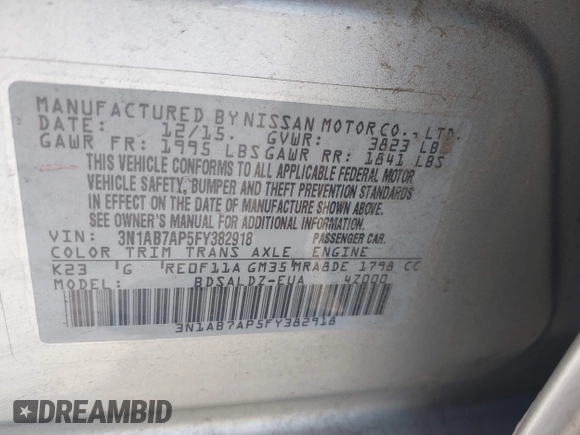 MANUFACTURED BY NISSAN MOTOR CO., LTD.
DATE: 12/15. GVWR: 3823 LBS
GAWR FR: 1995 LBS GAWR RR: 1841 LBS
THIS VEHICLE CONFORMS TO ALL APPLICABLE FEDERAL MOTOR
VEHICLE SAFETY, BUMPER AND THEFT PREVENTION STANDARDS
IN EFFECT ON THE DATE OF MANUFACTURE SHOWN ABOVE.
SEE OWNER'S MANUAL FOR ADDITIONAL INFORMATION.
VIN: 3N1AB7AP5FY382918 PASSENGER CAR.
COLOR TRIM TRANS AXLE ENGINE
K23 G RE0F11A GM35 MRA8DE 1798 CC
MODEL: BDSALDZ-EUA 4Z000
3N1AB7AP5FY382918
DREAMBID